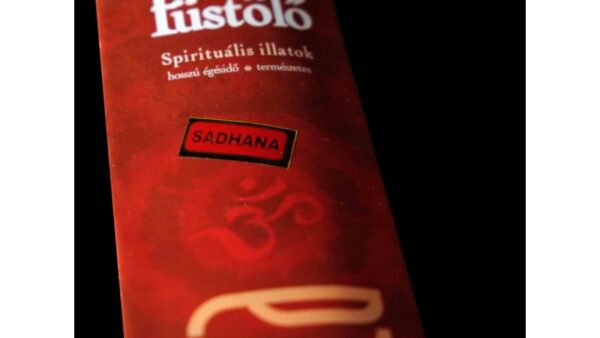 füstölő
Spirituális illatok
hosszú égésidő • természetes
SADHANA
ॐ